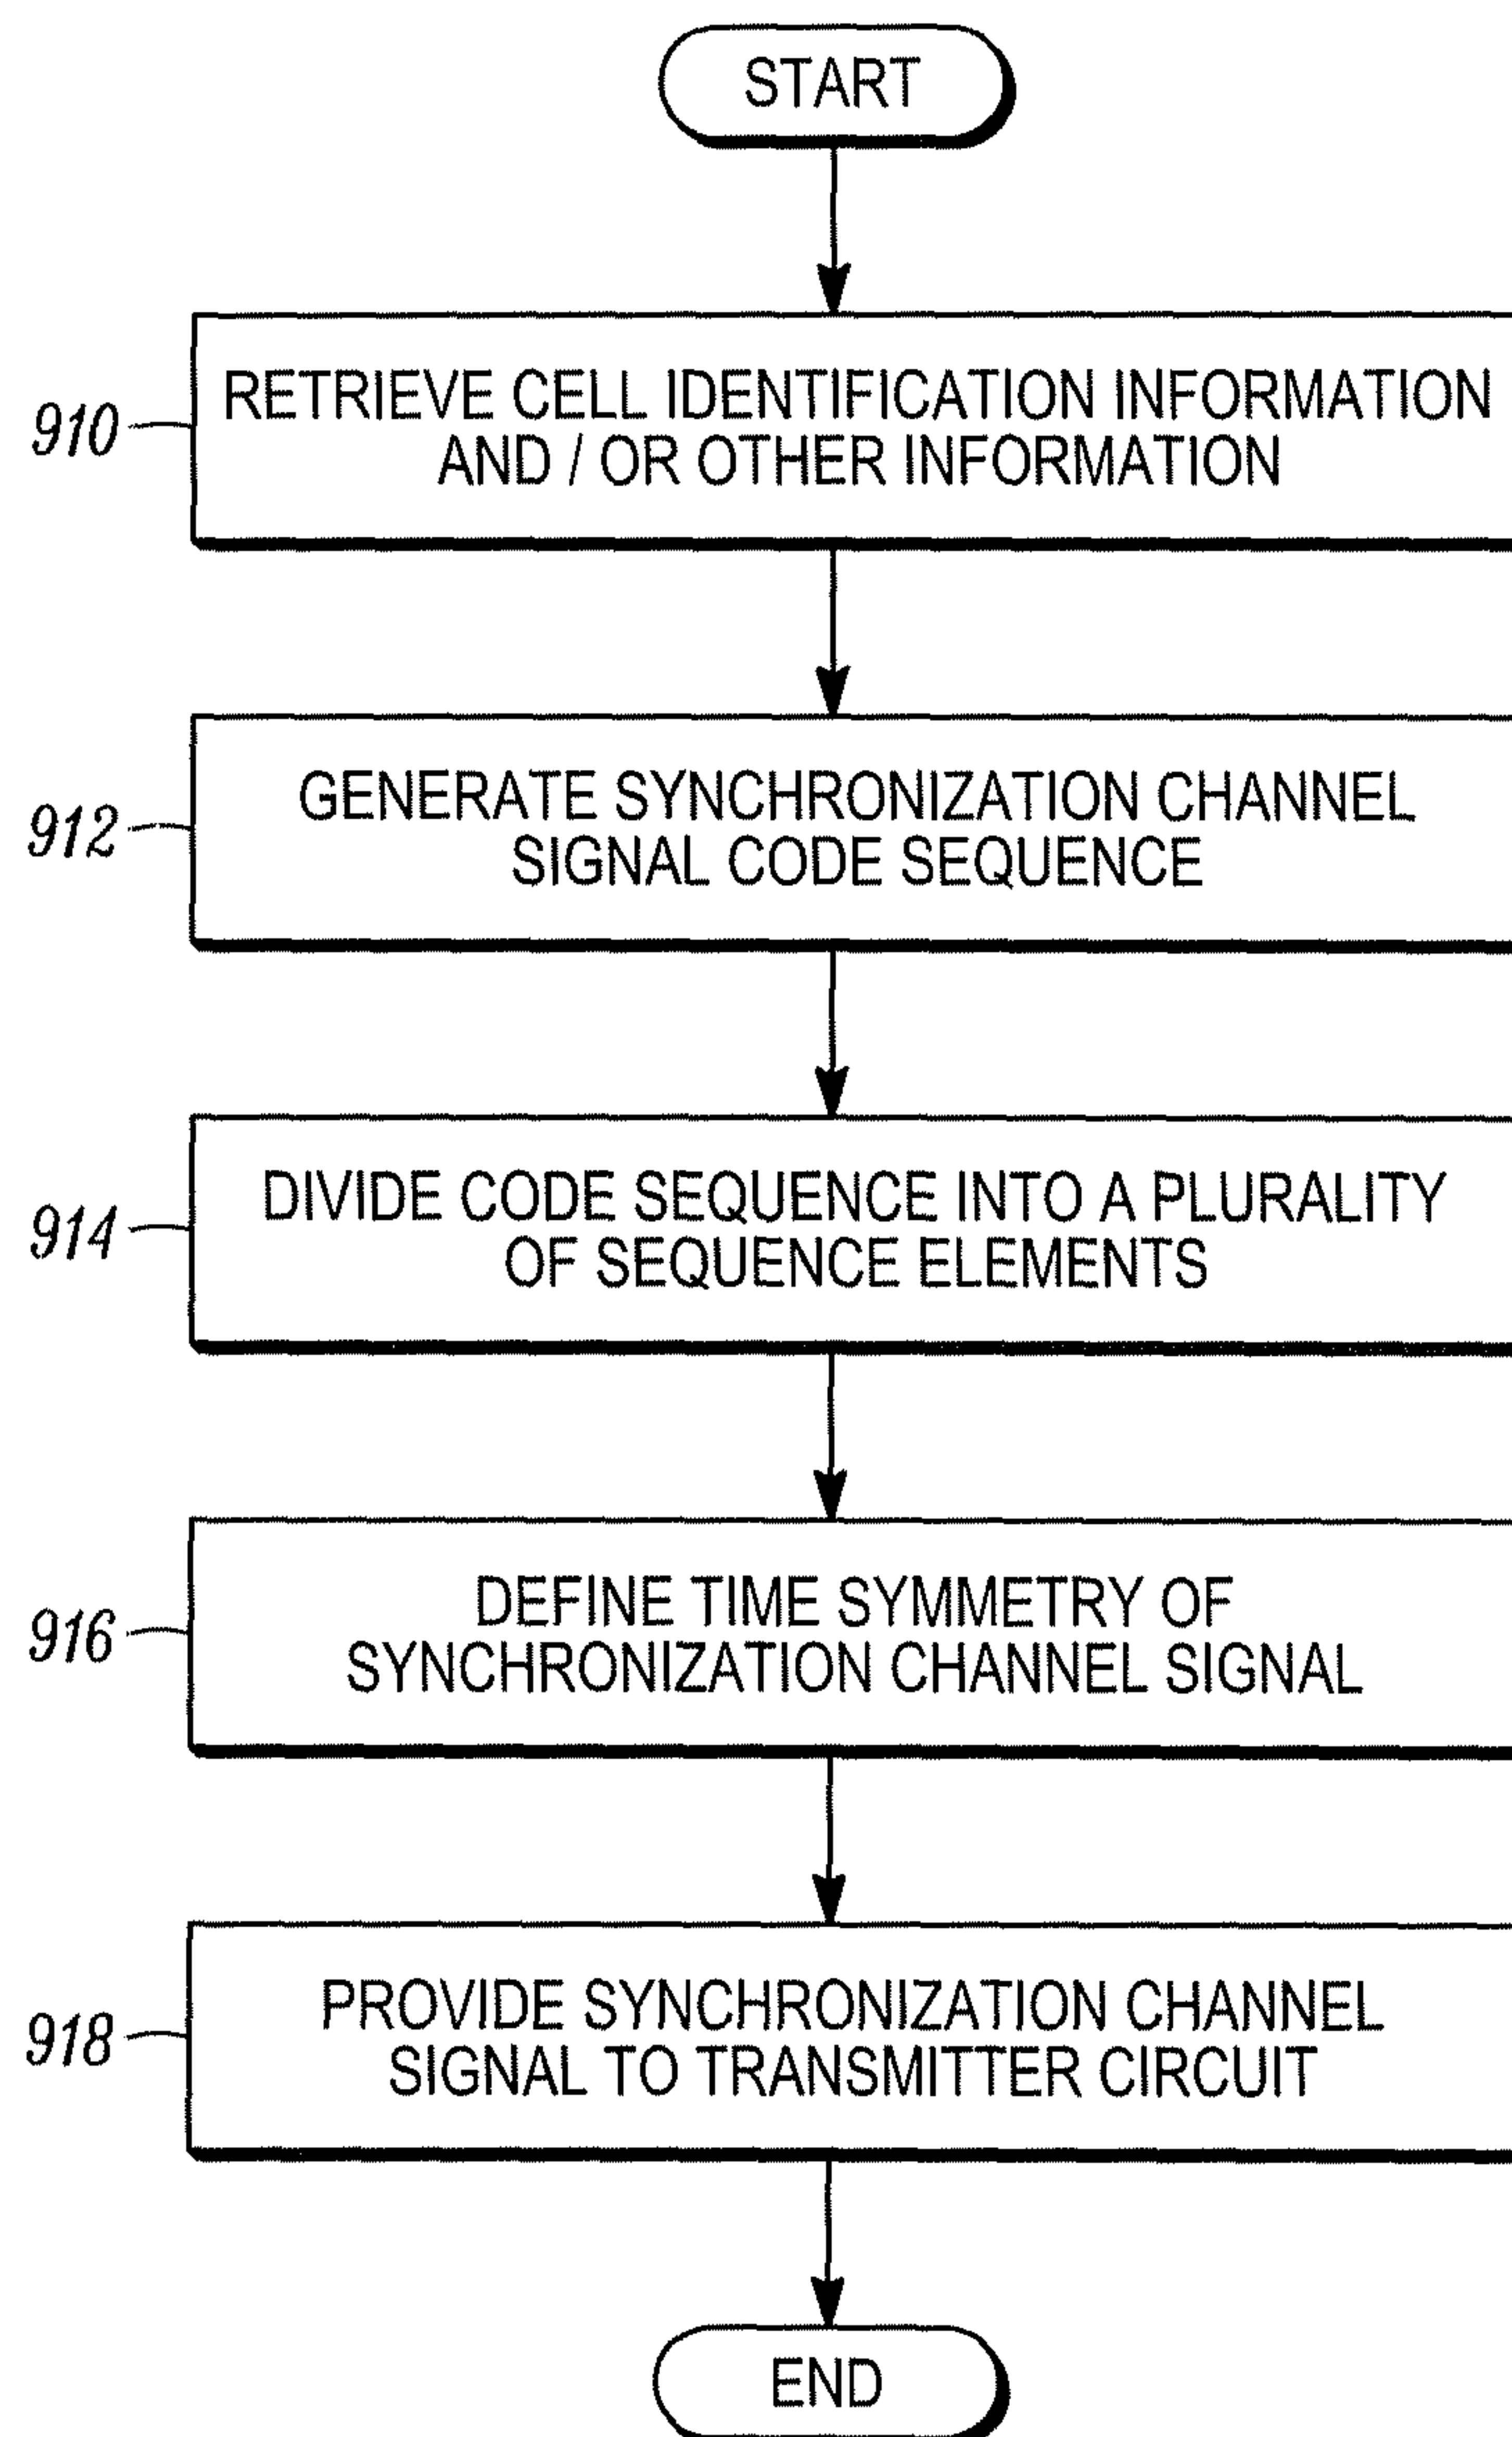 START
910
RETRIEVE CELL IDENTIFICATION INFORMATION
AND / OR OTHER INFORMATION
912
GENERATE SYNCHRONIZATION CHANNEL
SIGNAL CODE SEQUENCE
914
DIVIDE CODE SEQUENCE INTO A PLURALITY
OF SEQUENCE ELEMENTS
916
DEFINE TIME SYMMETRY OF
SYNCHRONIZATION CHANNEL SIGNAL
918
PROVIDE SYNCHRONIZATION CHANNEL
SIGNAL TO TRANSMITTER CIRCUIT
END